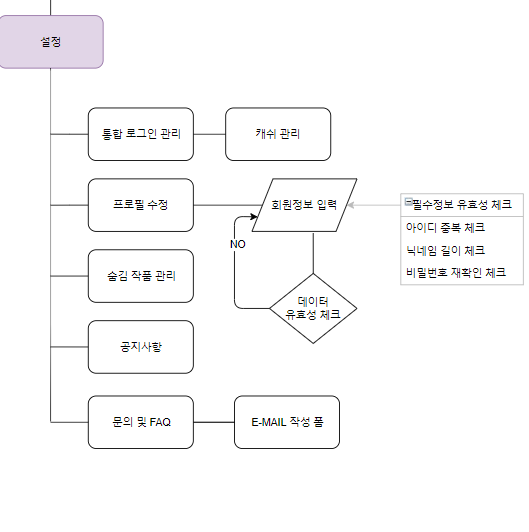 설정
통합 로그인 관리
캐쉬 관리
프로필 수정
회원정보 입력
필수정보 유효성 체크
아이디 중복 체크
닉네임 길이 체크
비밀번호 재확인 체크
NO
숨김 작품 관리
데이터
유효성 체크
공지사항
문의 및 FAQ
E-MAIL 작성 폼